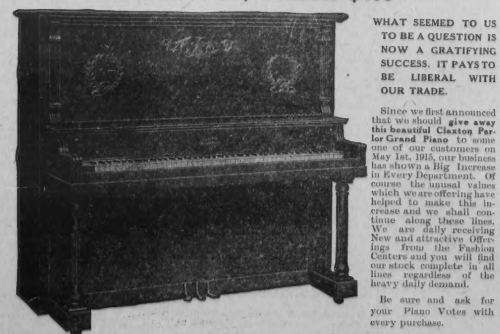 WHAT SEEMED TO US
TO BE A QUESTION IS
NOW A GRATIFYING
SUCCESS. IT PAYS TO
BE LIBERAL WITH
OUR TRADE.
Since we first announced
that we should give away
this beautiful Claxton Par-
lor Grand Piano to some
one of our customers on
May 1st, 1915, our business
has shown a Big Increase
in Every Department. Of
course the unusual values
which we are offering have
helped to make this in-
crease and we shall con-
tinue along these lines.
We are daily receiving
New and attractive Offer-
ings from the Fashion
Centers and you will find
our stock complete in all
lines regardless of the
heavy daily demand.
Be sure and ask for
your Piano Votes with
every purchase.